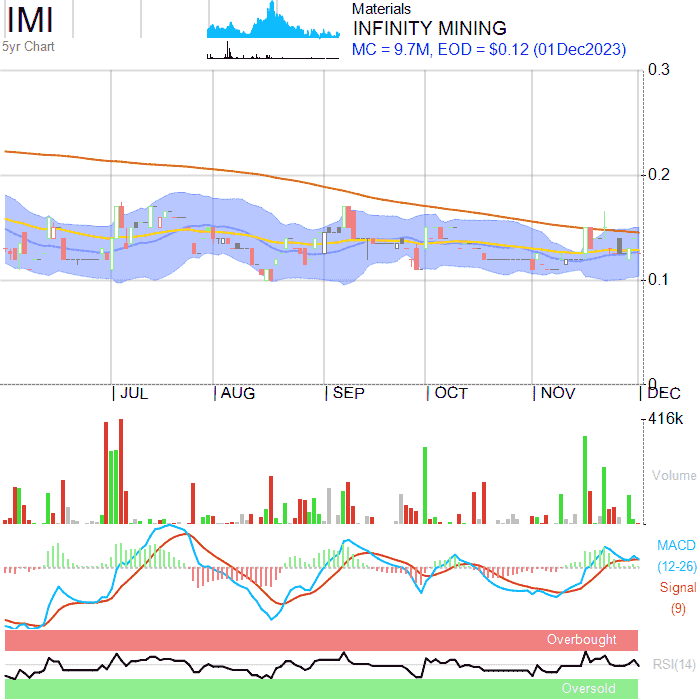 IMI
5yr Chart
Materials
INFINITY MINING
MC = 9.7M, EOD = $0.12 (01Dec2023)
0.3
0.2
0.1
0
JUL AUG SEP OCT NOV DEC
416k
Volume
MACD
(12-26)
Signal
(9)
Overbought
RSI(14)
Oversold